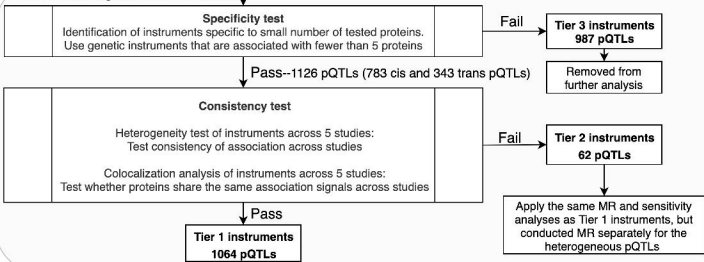 Specificity test
Identification of instruments specific to small number of tested proteins.
Use genetic instruments that are associated with fewer than 5 proteins
Fail
Tier 3 instruments
987 pQTLs
Removed from
further analysis
Pass--1126 pQTLs (783 cis and 343 trans pQTLs)
Consistency test
Heterogeneity test of instruments across 5 studies:
Test consistency of association across studies
Colocalization analysis of instruments across 5 studies:
Test whether proteins share the same association signals across studies
Fail
Tier 2 instruments
62 pQTLs
Apply the same MR and sensitivity
analyses as Tier 1 instruments, but
conducted MR separately for the
heterogeneous pQTLs
Pass
Tier 1 instruments
1064 pQTLs